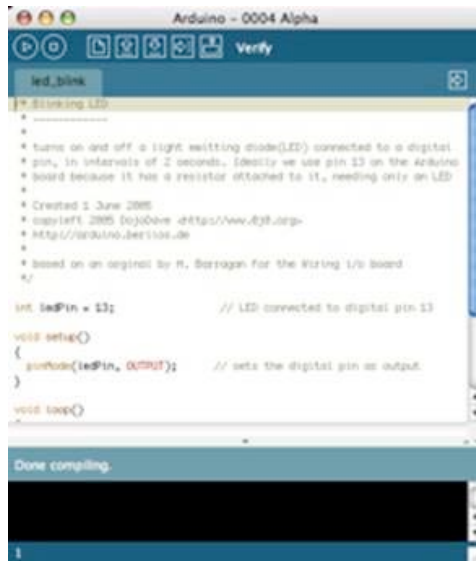 Arduino - 0004 Alpha
Verify
led_blink
/* Blinking LED
* ------------
*
* turns on and off a light emitting diode(LED) connected to a digital
* pin, in intervals of 2 seconds. Ideally we use pin 13 on the Arduino
* board because it has a resistor attached to it, needing only an LED
*
* Created 1 June 2005
* copyleft 2005 DojoDave <http://www.0j0.org>
* http://arduino.berlios.de
*
* based on an orginal by H. Barragan for the Wiring i/o board
*/
int ledPin = 13; // LED connected to digital pin 13
void setup()
{
pinMode(ledPin, OUTPUT); // sets the digital pin as output
}
void loop()
Done compiling.
1